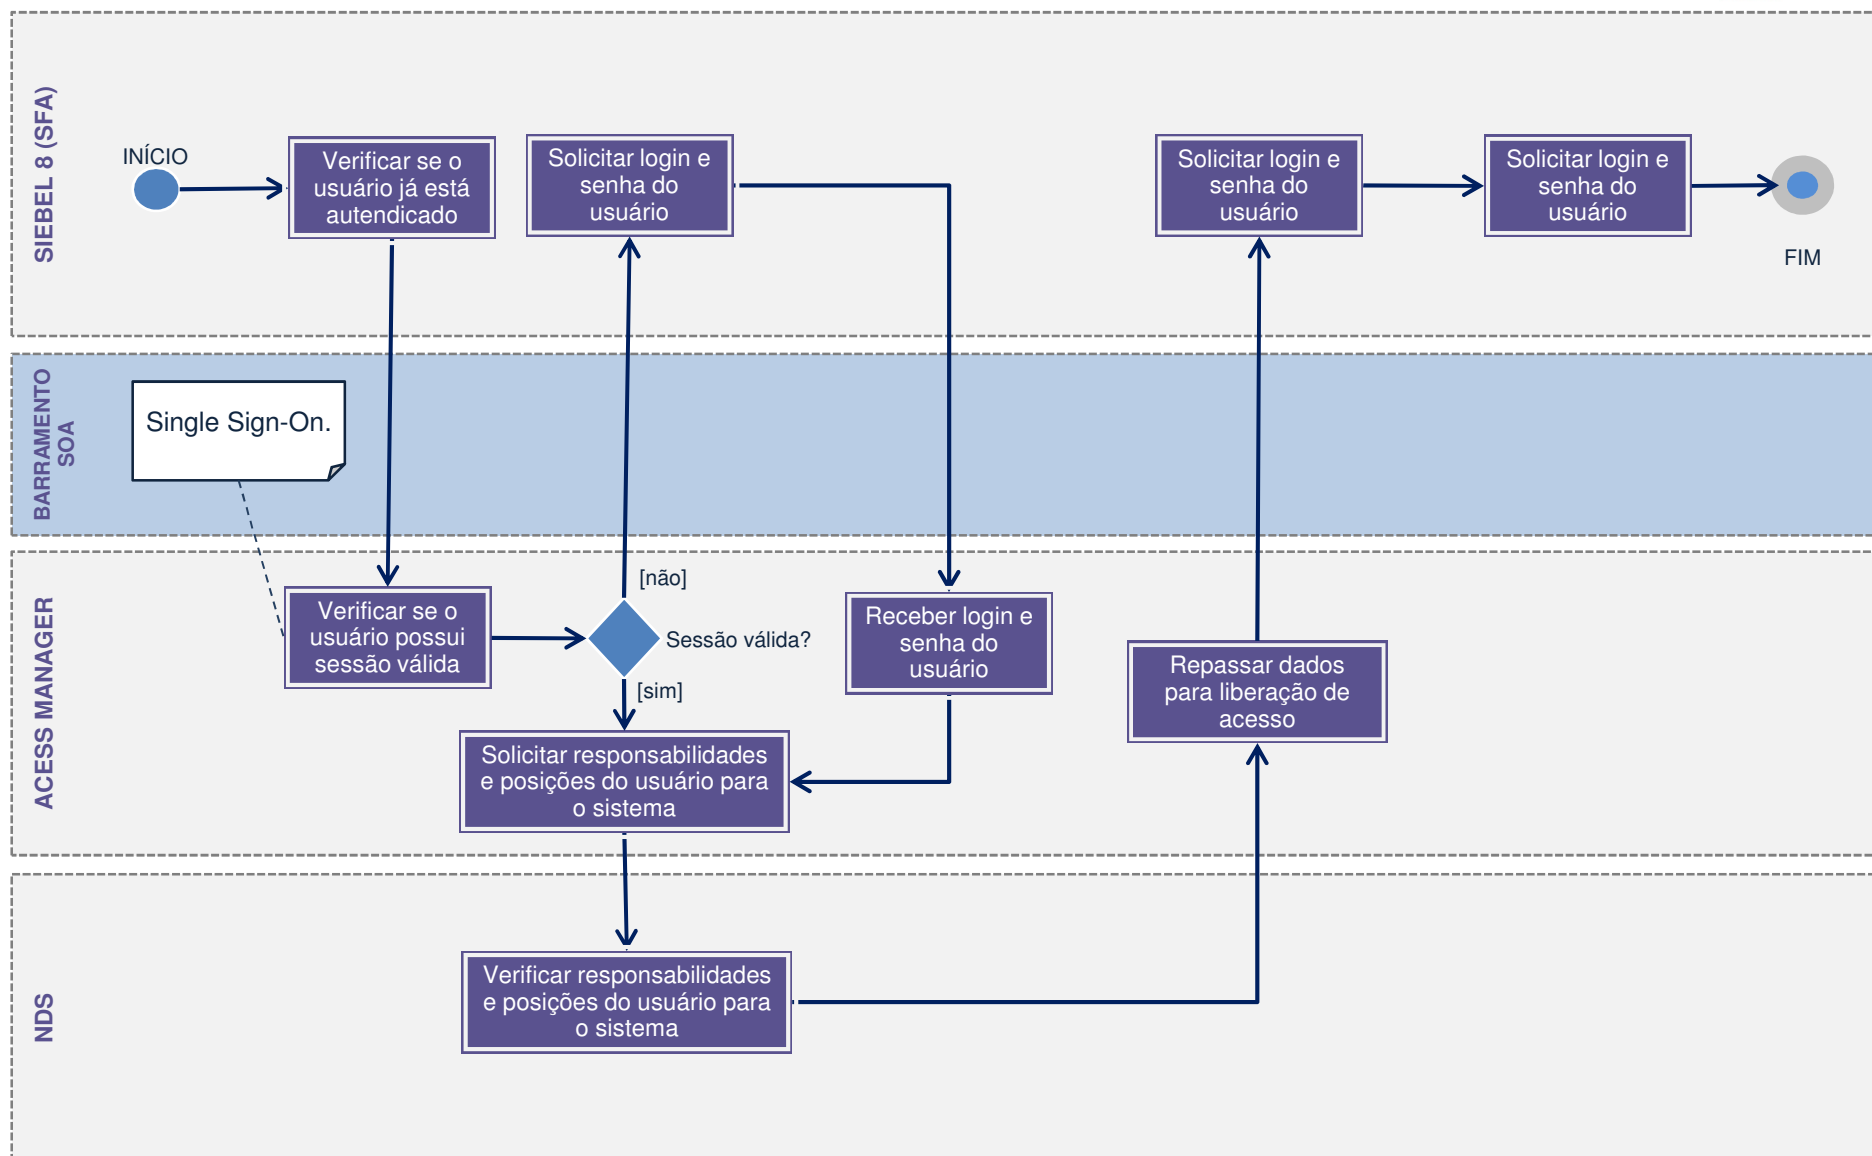 SIEBEL 8 (SFA)
INÍCIO
Verificar se o
usuário já está
autendicado
Solicitar login e
senha do
usuário
Solicitar login e
senha do
usuário
Solicitar login e
senha do
usuário
FIM
BARRAMENTO
SOA
Single Sign-On.
ACESS MANAGER
Verificar se o
usuário possui
sessão válida
[não]
Sessão válida?
[sim]
Receber login e
senha do
usuário
Repassar dados
para liberação de
acesso
Solicitar responsabilidades
e posições do usuário para
o sistema
NDS
Verificar responsabilidades
e posições do usuário para
o sistema